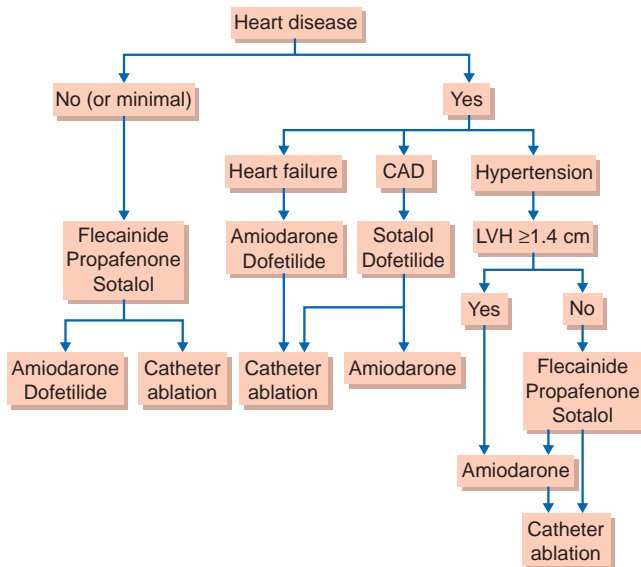 Heart disease
No (or minimal)
Yes
Heart failure
CAD
Hypertension
Flecainide
Propafenone
Sotalol
Amiodarone
Dofetilide
Sotalol
Dofetilide
LVH ≥1.4 cm
Yes
No
Amiodarone
Dofetilide
Catheter
ablation
Catheter
ablation
Amiodarone
Flecainide
Propafenone
Sotalol
Amiodarone
Catheter
ablation